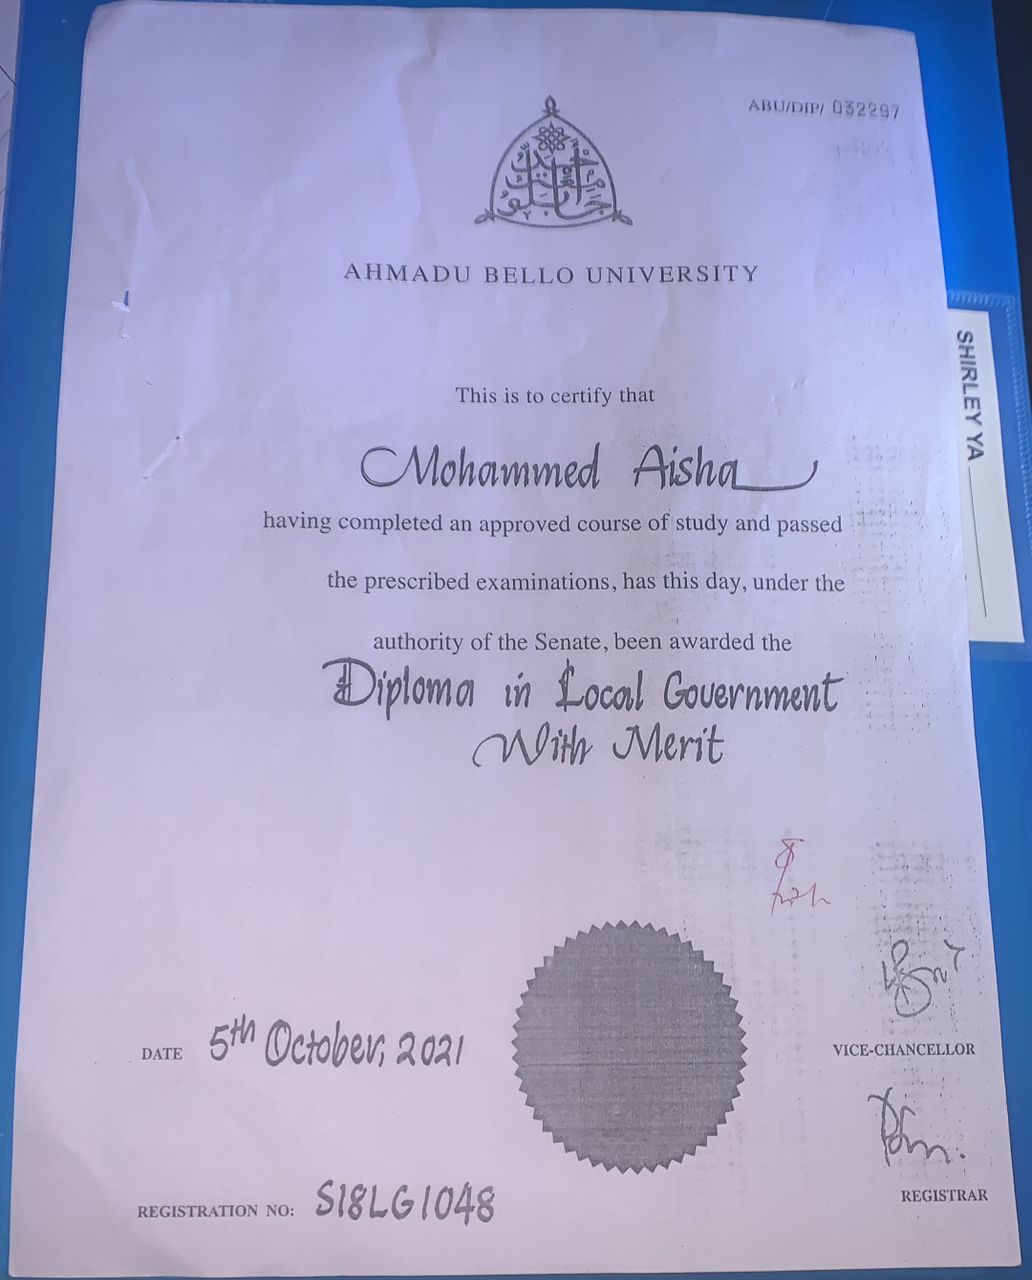 ABU/DIP/ 032297
AHMADU BELLO UNIVERSITY
This is to certify that
Mohammed Aisha
having completed an approved course of study and passed
the prescribed examinations, has this day, under the
authority of the Senate, been awarded the
Diploma in Local Government
With Merit
DATE 5th October, 2021
VICE-CHANCELLOR
REGISTRAR
REGISTRATION NO: S18LG1048
SHIRLEY YA